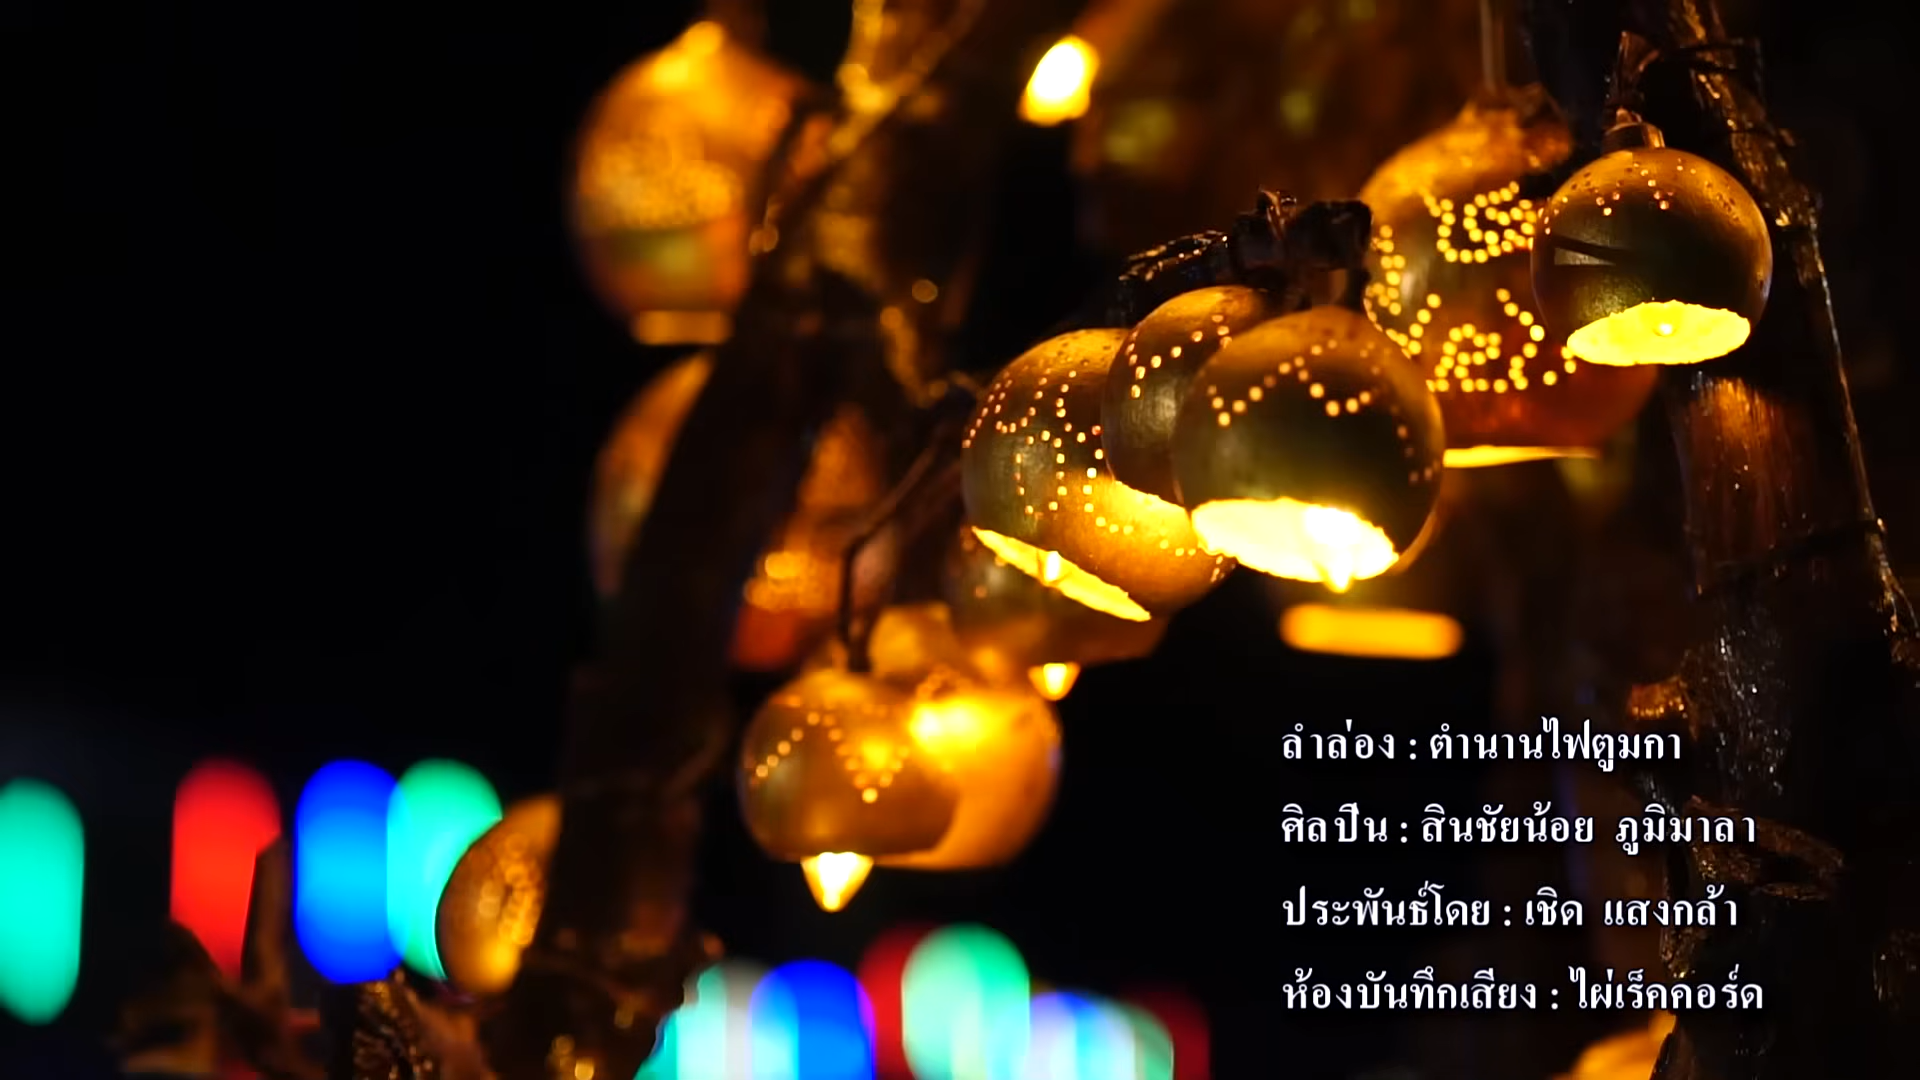 ลำล่อง : ตำนานไฟตูมกา
ศิลปิน : สินชัยน้อย ภูมิมาลา
ประพันธ์โดย : เชิด แสงกล้า
ห้องบันทึกเสียง : ไผ่เร็คคอร์ด